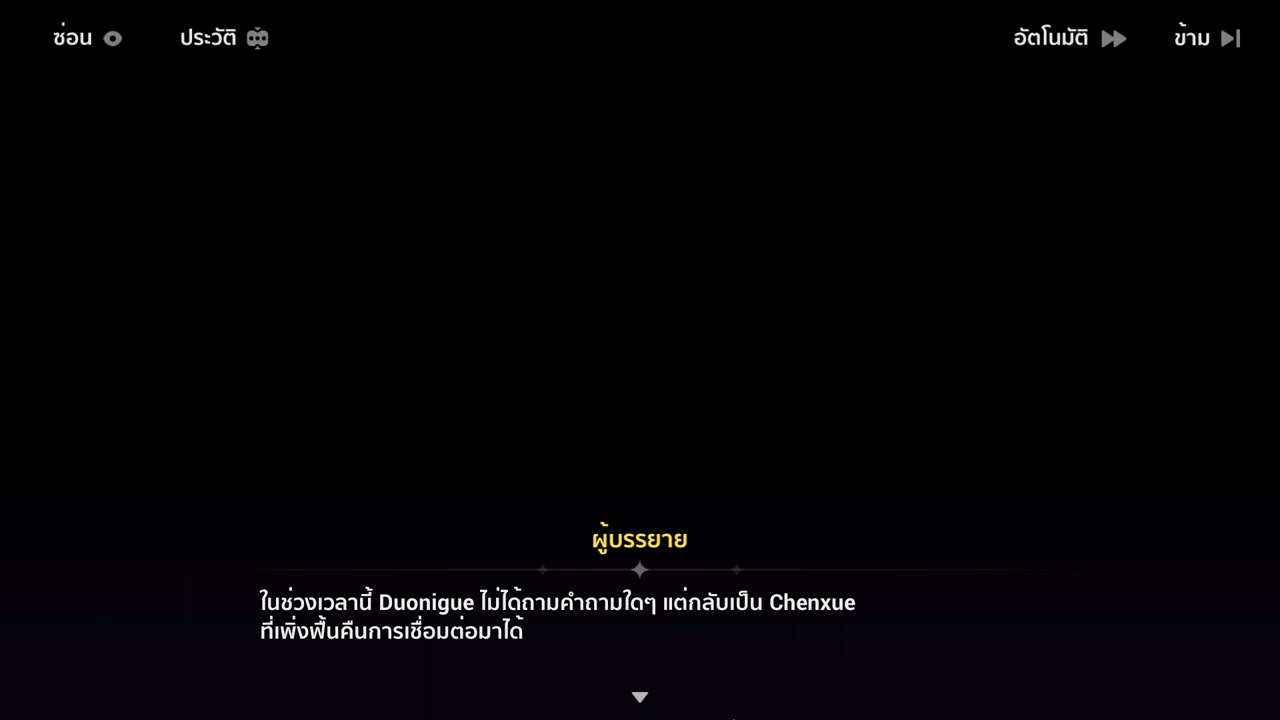 ซ่อน
ประวัติ
อัตโนมัติ
ข้าม
ผู้บรรยาย
ในช่วงเวลานี้ Duonigue ไม่ได้ถามคำถามใดๆ แต่กลับเป็น Chenxue
ที่เพิ่งฟื้นคืนการเชื่อมต่อมาได้